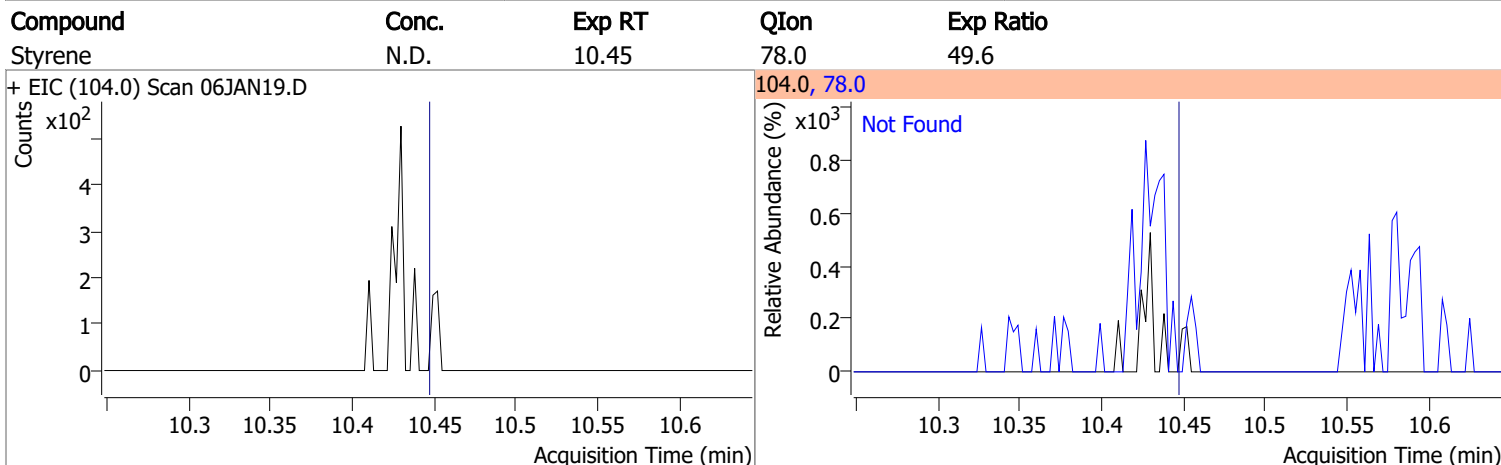 Compound Conc. Exp RT QIon Exp Ratio
Styrene N.D. 10.45 78.0 49.6
+ EIC (104.0) Scan 06JAN19.D
Counts
x10²
4
3
2
1
0
10.3 10.35 10.4 10.45 10.5 10.55 10.6
Acquisition Time (min)
104.0, 78.0
Relative Abundance (%)
x10³
Not Found
0.8
0.6
0.4
0.2
0
10.3 10.35 10.4 10.45 10.5 10.55 10.6
Acquisition Time (min)